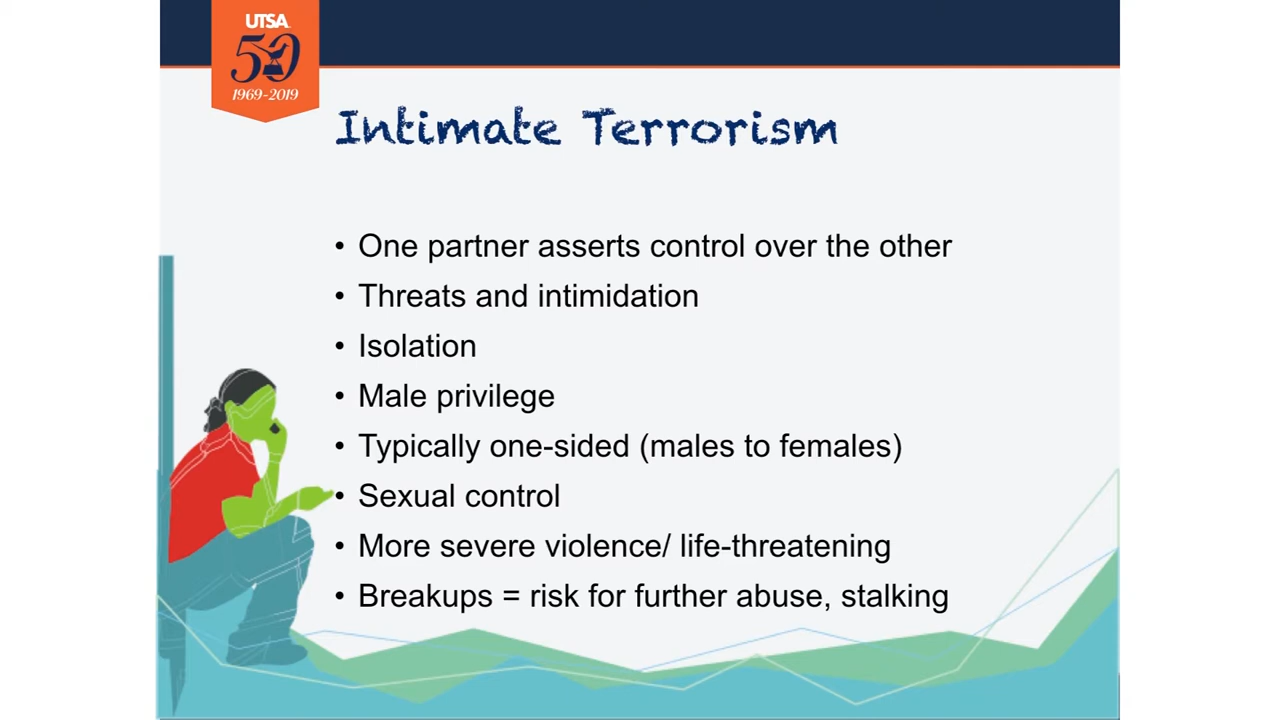 UTSA
50
1969-2019
Intimate Terrorism
• One partner asserts control over the other
• Threats and intimidation
• Isolation
• Male privilege
• Typically one-sided (males to females)
• Sexual control
• More severe violence/ life-threatening
• Breakups = risk for further abuse, stalking